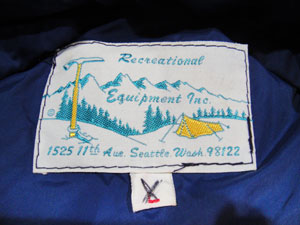 Recreational
Equipment Inc.
©
1525 11th Ave. Seattle, Wash. 98122